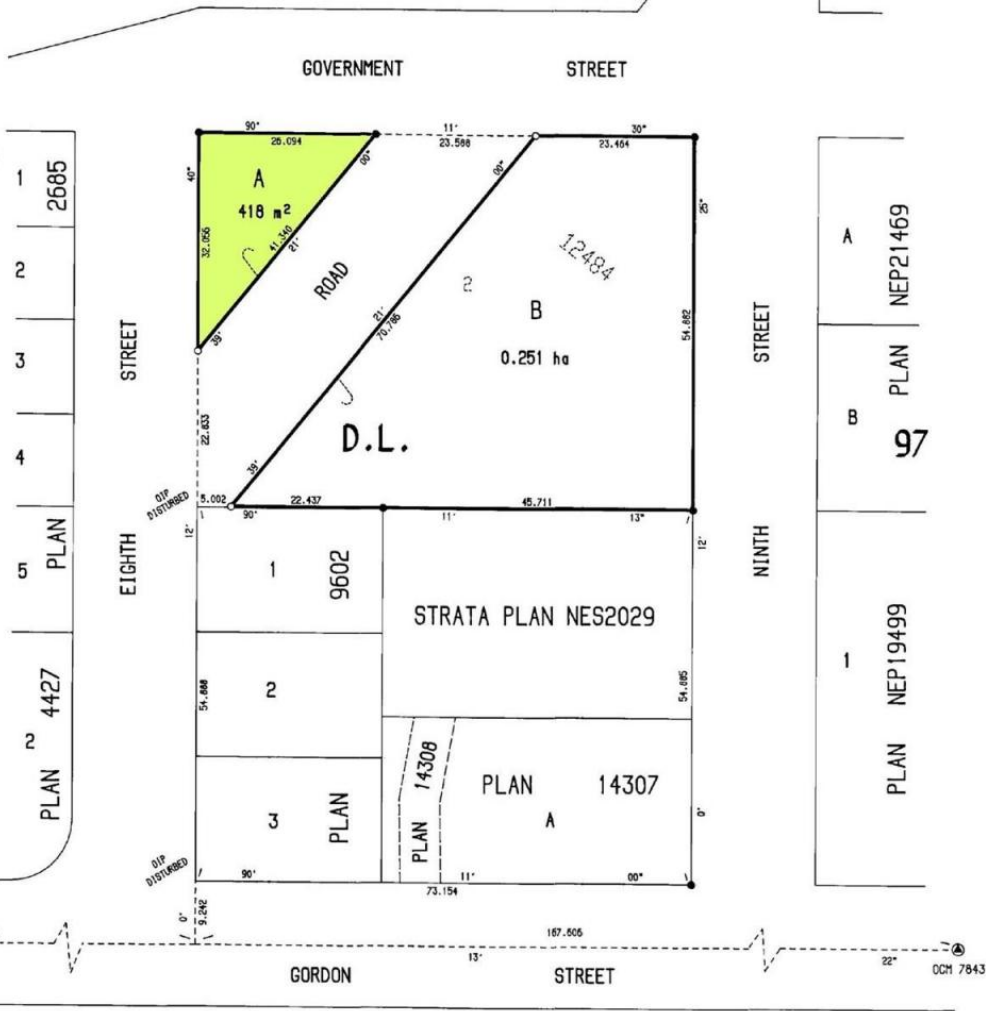 GOVERNMENT STREET
90°
26.094
11'
23.566
30"
23.464
40"
00"
00"
25"
A
418 m²
32.056
41.340
21'
39'
ROAD
2
12484
B
0.251 ha
21'
70.786
54.882
D.L.
97
39'
22.833
OIP
DISTURBED
5.002
22.437
45.711
90°
11'
13"
12'
12'
1
2685
2
3
4
5
PLAN
2
PLAN 4427
STREET
EIGHTH
STREET
NINTH
A
NEP21469
B
PLAN
1
PLAN NEP19499
1
9602
2
3
PLAN
54.888
STRATA PLAN NES2029
54.885
PLAN 14308
PLAN 14307
A
0'
OIP
DISTURBED
90°
11'
00"
73.154
0'
9.242
167.606
13'
22"
OCM 7843
GORDON STREET